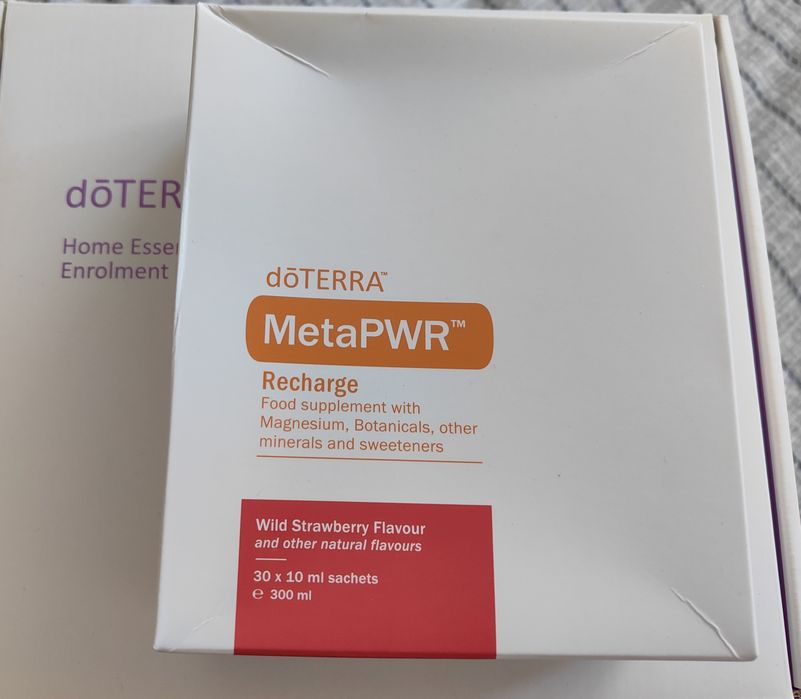 dōTER
Home Essen
Enrolment
dōTERRA™
MetaPWR™
Recharge
Food supplement with
Magnesium, Botanicals, other
minerals and sweeteners
Wild Strawberry Flavour
and other natural flavours
30 x 10 ml sachets
℮ 300 ml